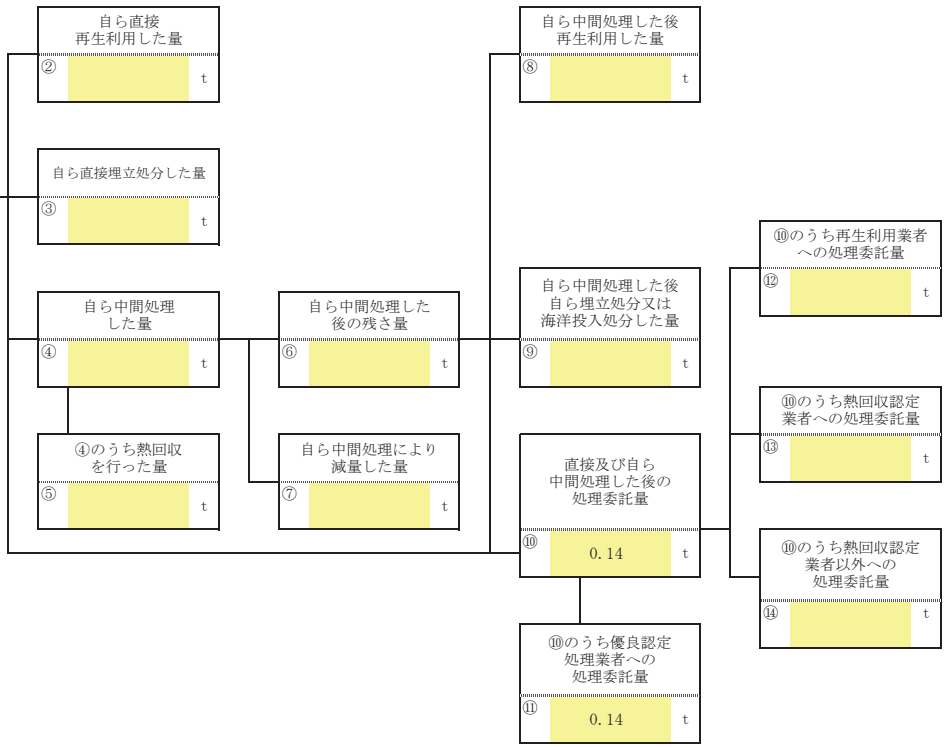 自ら直接
再生利用した量
② t
自ら直接埋立処分した量
③ t
自ら中間処理
した量
④ t
④のうち熱回収
を行った量
⑤ t
自ら中間処理した
後の残さ量
⑥ t
自ら中間処理により
減量した量
⑦ t
自ら中間処理した後
再生利用した量
⑧ t
自ら中間処理した後
自ら埋立処分又は
海洋投入処分した量
⑨ t
直接及び自ら
中間処理した後の
処理委託量
⑩ 0.14 t
⑩のうち優良認定
処理業者への
処理委託量
⑪ 0.14 t
⑩のうち再生利用業者
への処理委託量
⑫ t
⑩のうち熱回収認定
業者への処理委託量
⑬ t
⑩のうち熱回収認定
業者以外への
処理委託量
⑭ t